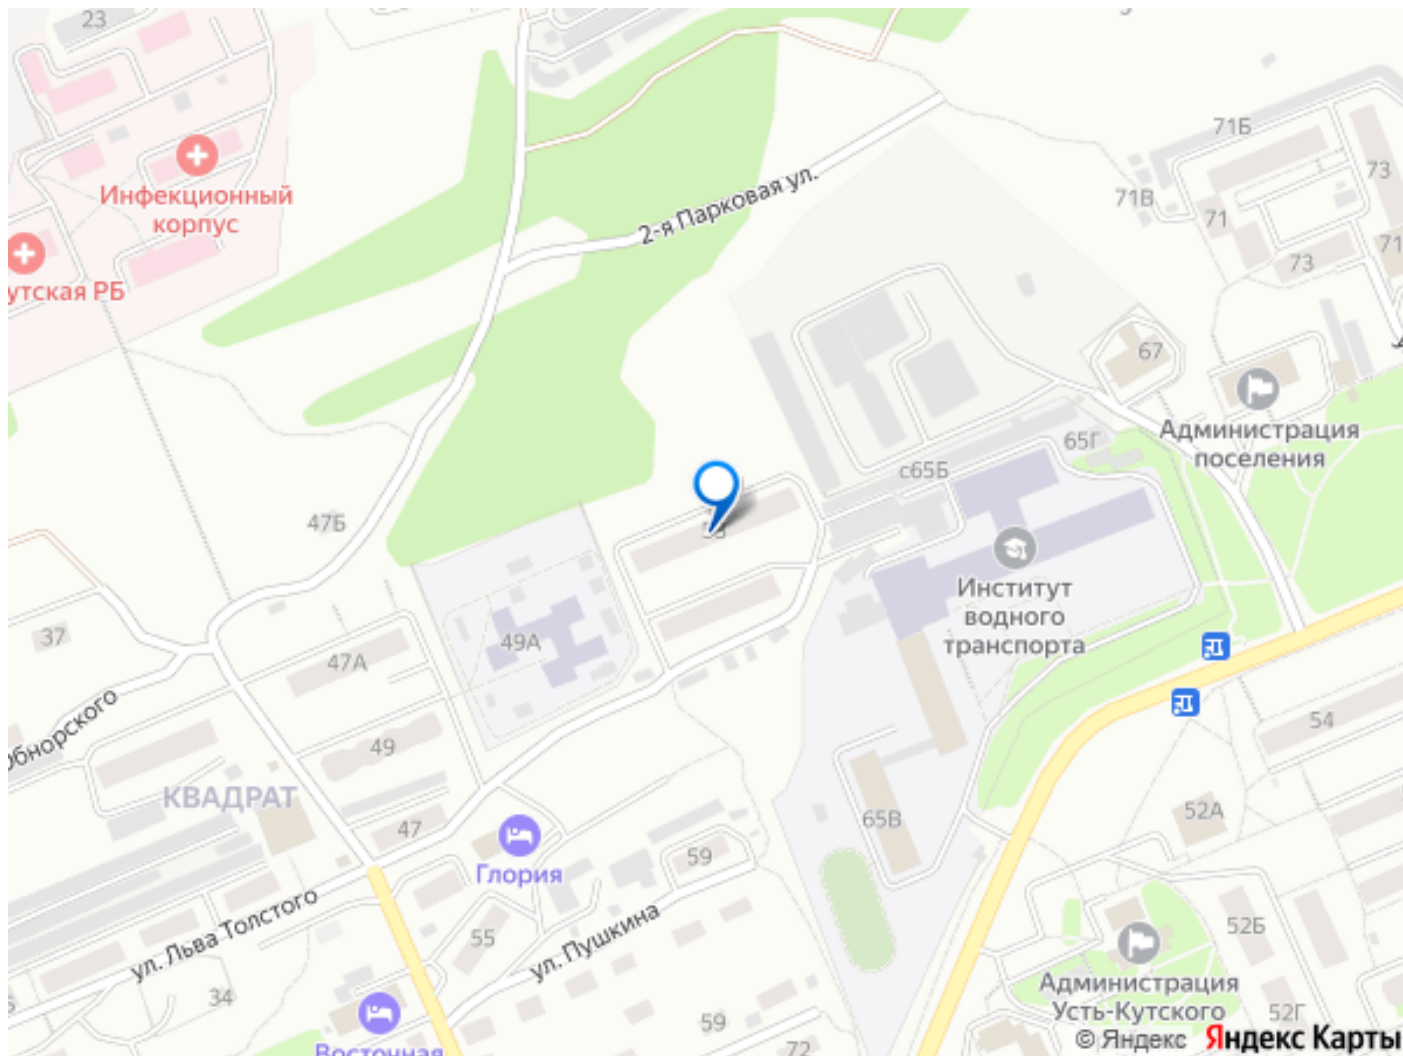 23
71Б
73
Инфекционный
корпус
71В
71
2-я Парковая ул.
73
71
утская РБ
67
Администрация
поселения
65Г
с65Б
47Б
Институт
водного
транспорта
37
49А
47А
Обнорского
49
54
КВАДРАТ
52А
47
65В
59
Глория
ул. Льва Толстого
55
ул. Пушкина
52Б
34
Администрация
Усть-Кутского
52Г
59
72
Восточная
© Яндекс Яндекс Карты